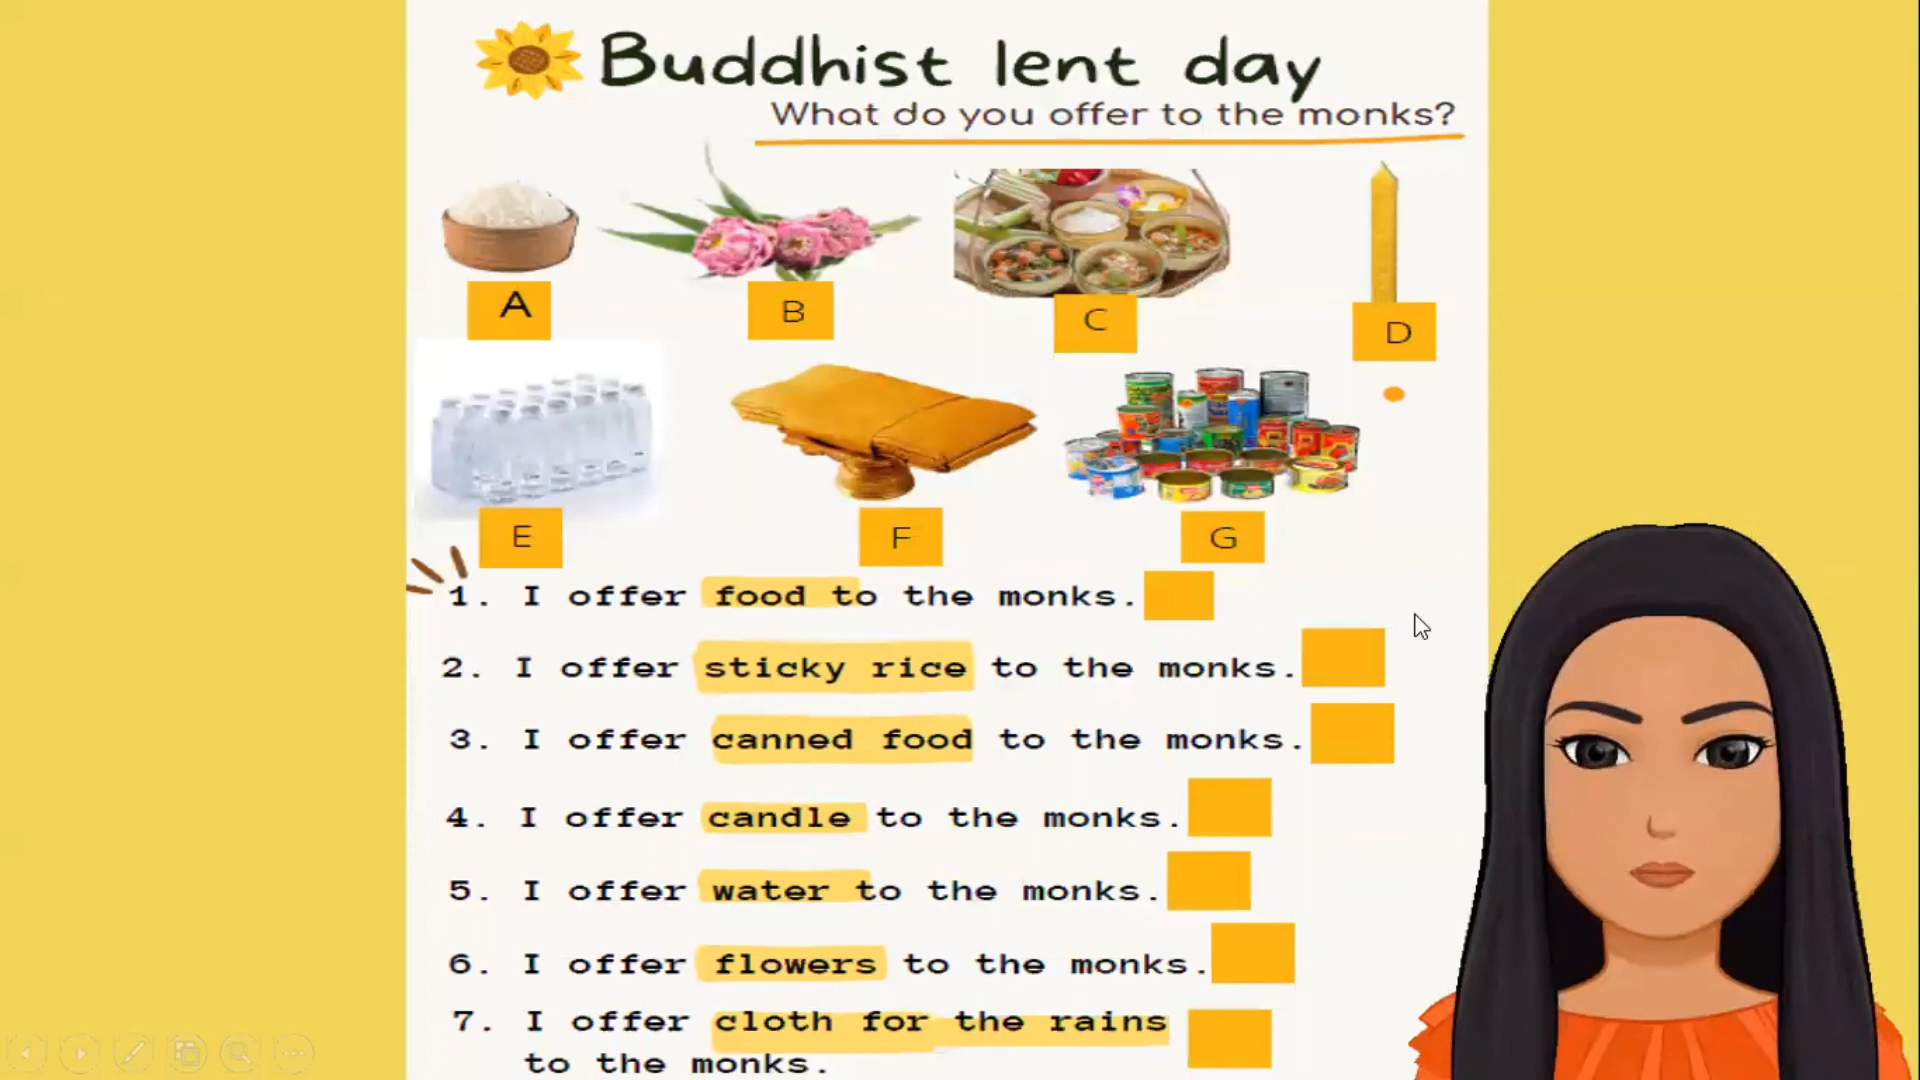 Buddhist lent day
What do you offer to the monks?
A
B
C
D
E
F
G
1. I offer food to the monks.
2. I offer sticky rice to the monks.
3. I offer canned food to the monks.
4. I offer candle to the monks.
5. I offer water to the monks.
6. I offer flowers to the monks.
7. I offer cloth for the rains
to the monks.